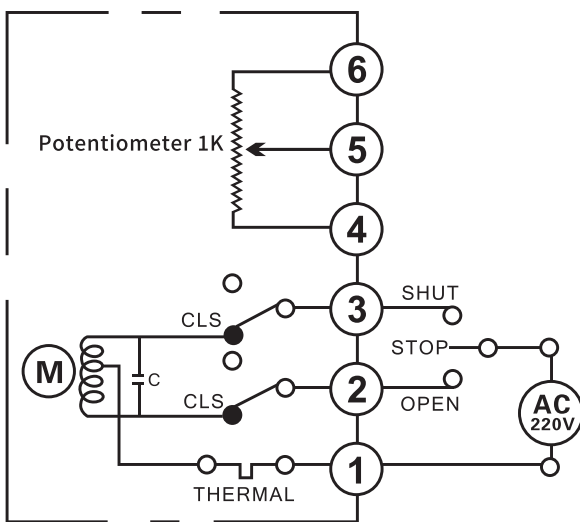 6
Potentiometer 1K
5
4
3
SHUT
CLS
STOP
M
C
2
OPEN
CLS
AC
220V
1
THERMAL